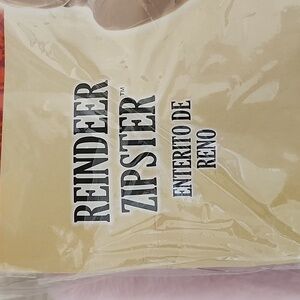 REINDEER
ZIPSTER™
ENTERITO DE
RENO